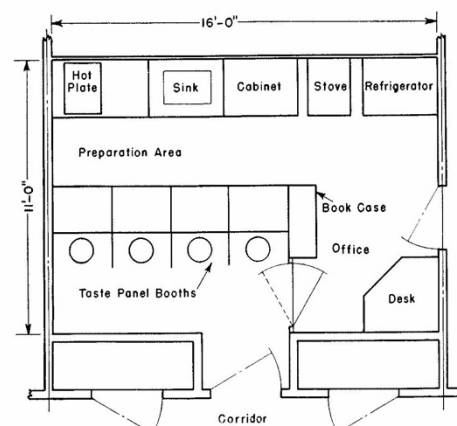 16'-0"
Hot
Plate
Sink
Cabinet
Stove
Refrigerator
Preparation Area
11'-0"
Book Case
Office
Taste Panel Booths
Desk
Corridor